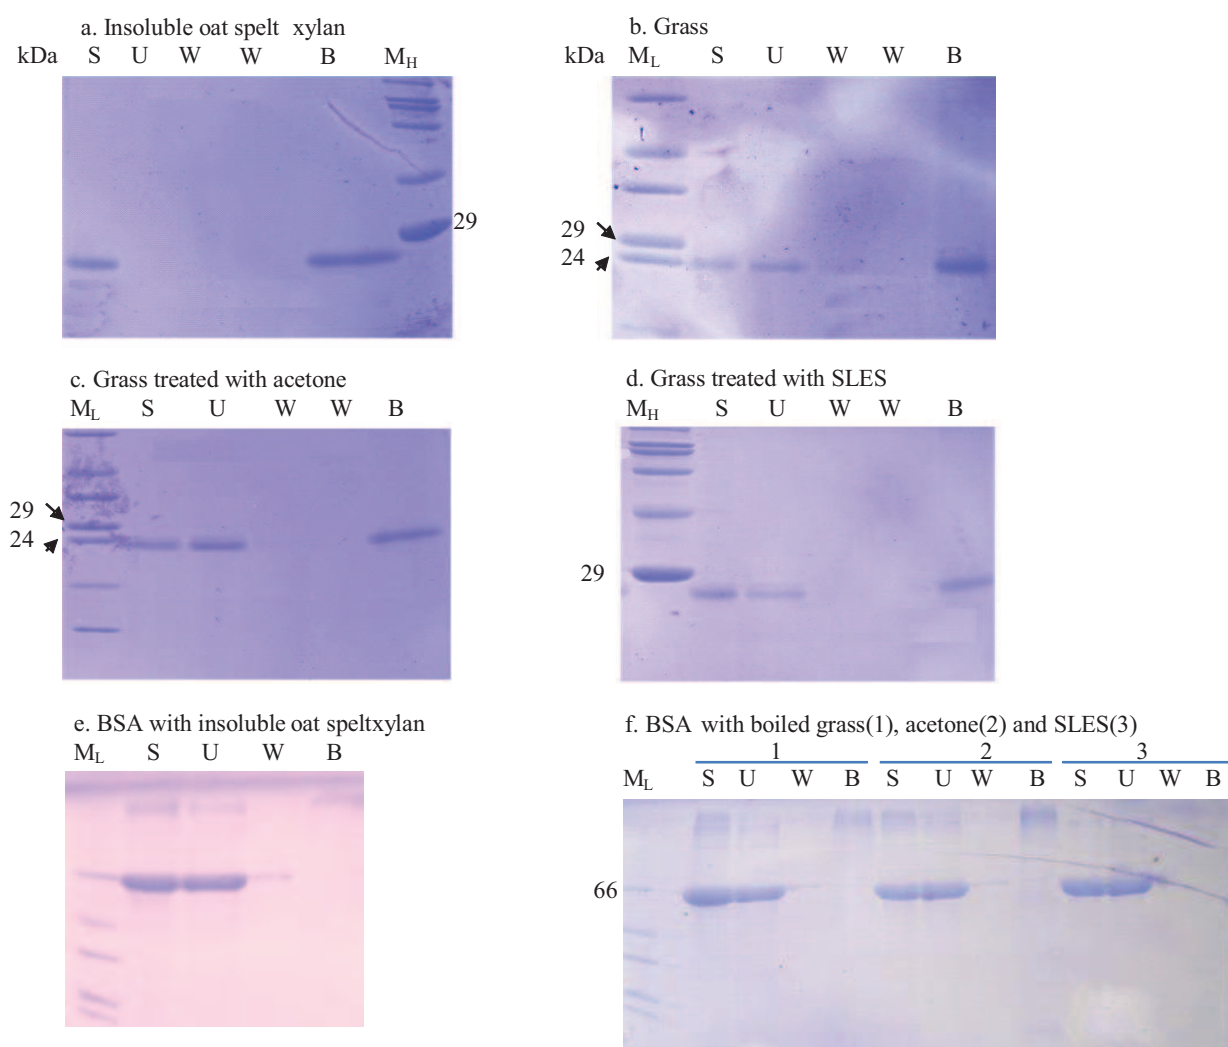 a. Insoluble oat spelt xylan
kDa S U W W B MH
29
b. Grass
kDa ML S U W W B
29
24
c. Grass treated with acetone
ML S U W W B
29
24
d. Grass treated with SLES
MH S U W W B
29
e. BSA with insoluble oat speltxylan
ML S U W B
f. BSA with boiled grass(1), acetone(2) and SLES(3)
1 2 3
ML S U W B S U W B S U W B
66